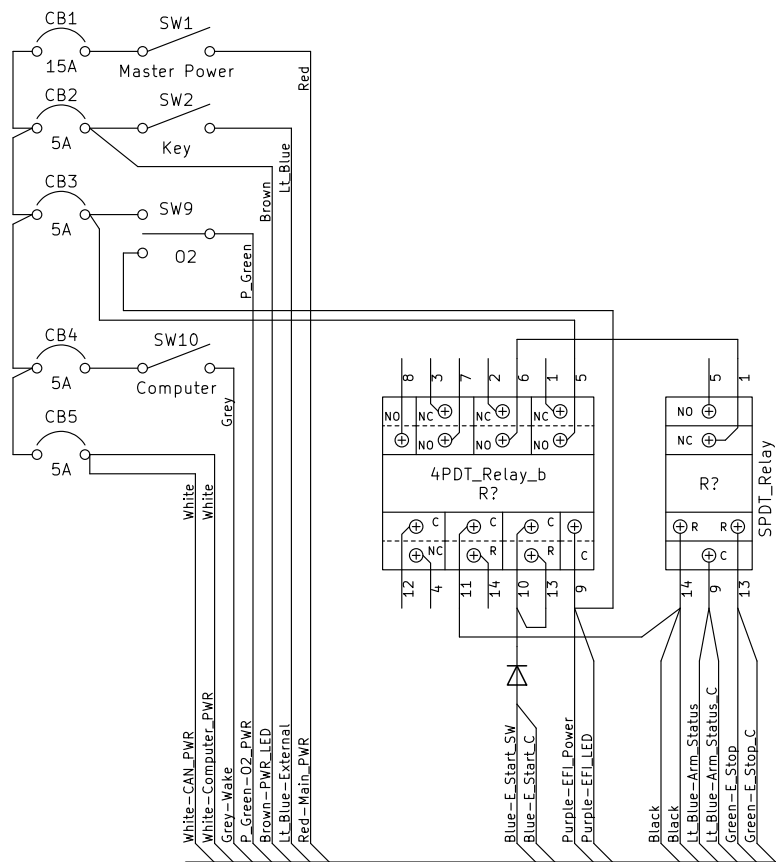 CB1
SW1
15A
Master Power
CB2
SW2
5A
Key
CB3
SW9
5A
O2
CB4
SW10
5A
Computer
CB5
5A
Red
Lt_Blue
Brown
P_Green
Grey
White
White
8
3
7
2
6
1
5
NO
NC
NC
NC
NO
NO
NO
4PDT_Relay_b
R?
C
C
C
NC
R
R
C
12
4
11
14
10
13
9
5
1
NO
NC
R?
SPDT_Relay
R
R
C
14
9
13
White-CAN_PWR
White-Computer_PWR
Grey-Wake
P_Green-O2_PWR
Brown-PWR_LED
Lt_Blue-External
Red-Main_PWR
Blue-E_Start_SW
Blue-E_Start_C
Purple-EFI_Power
Purple-EFI_LED
Black
Black
Lt_Blue-Arm_Status
Lt_Blue-Arm_Status_C
Green-E_Stop
Green-E_Stop_C